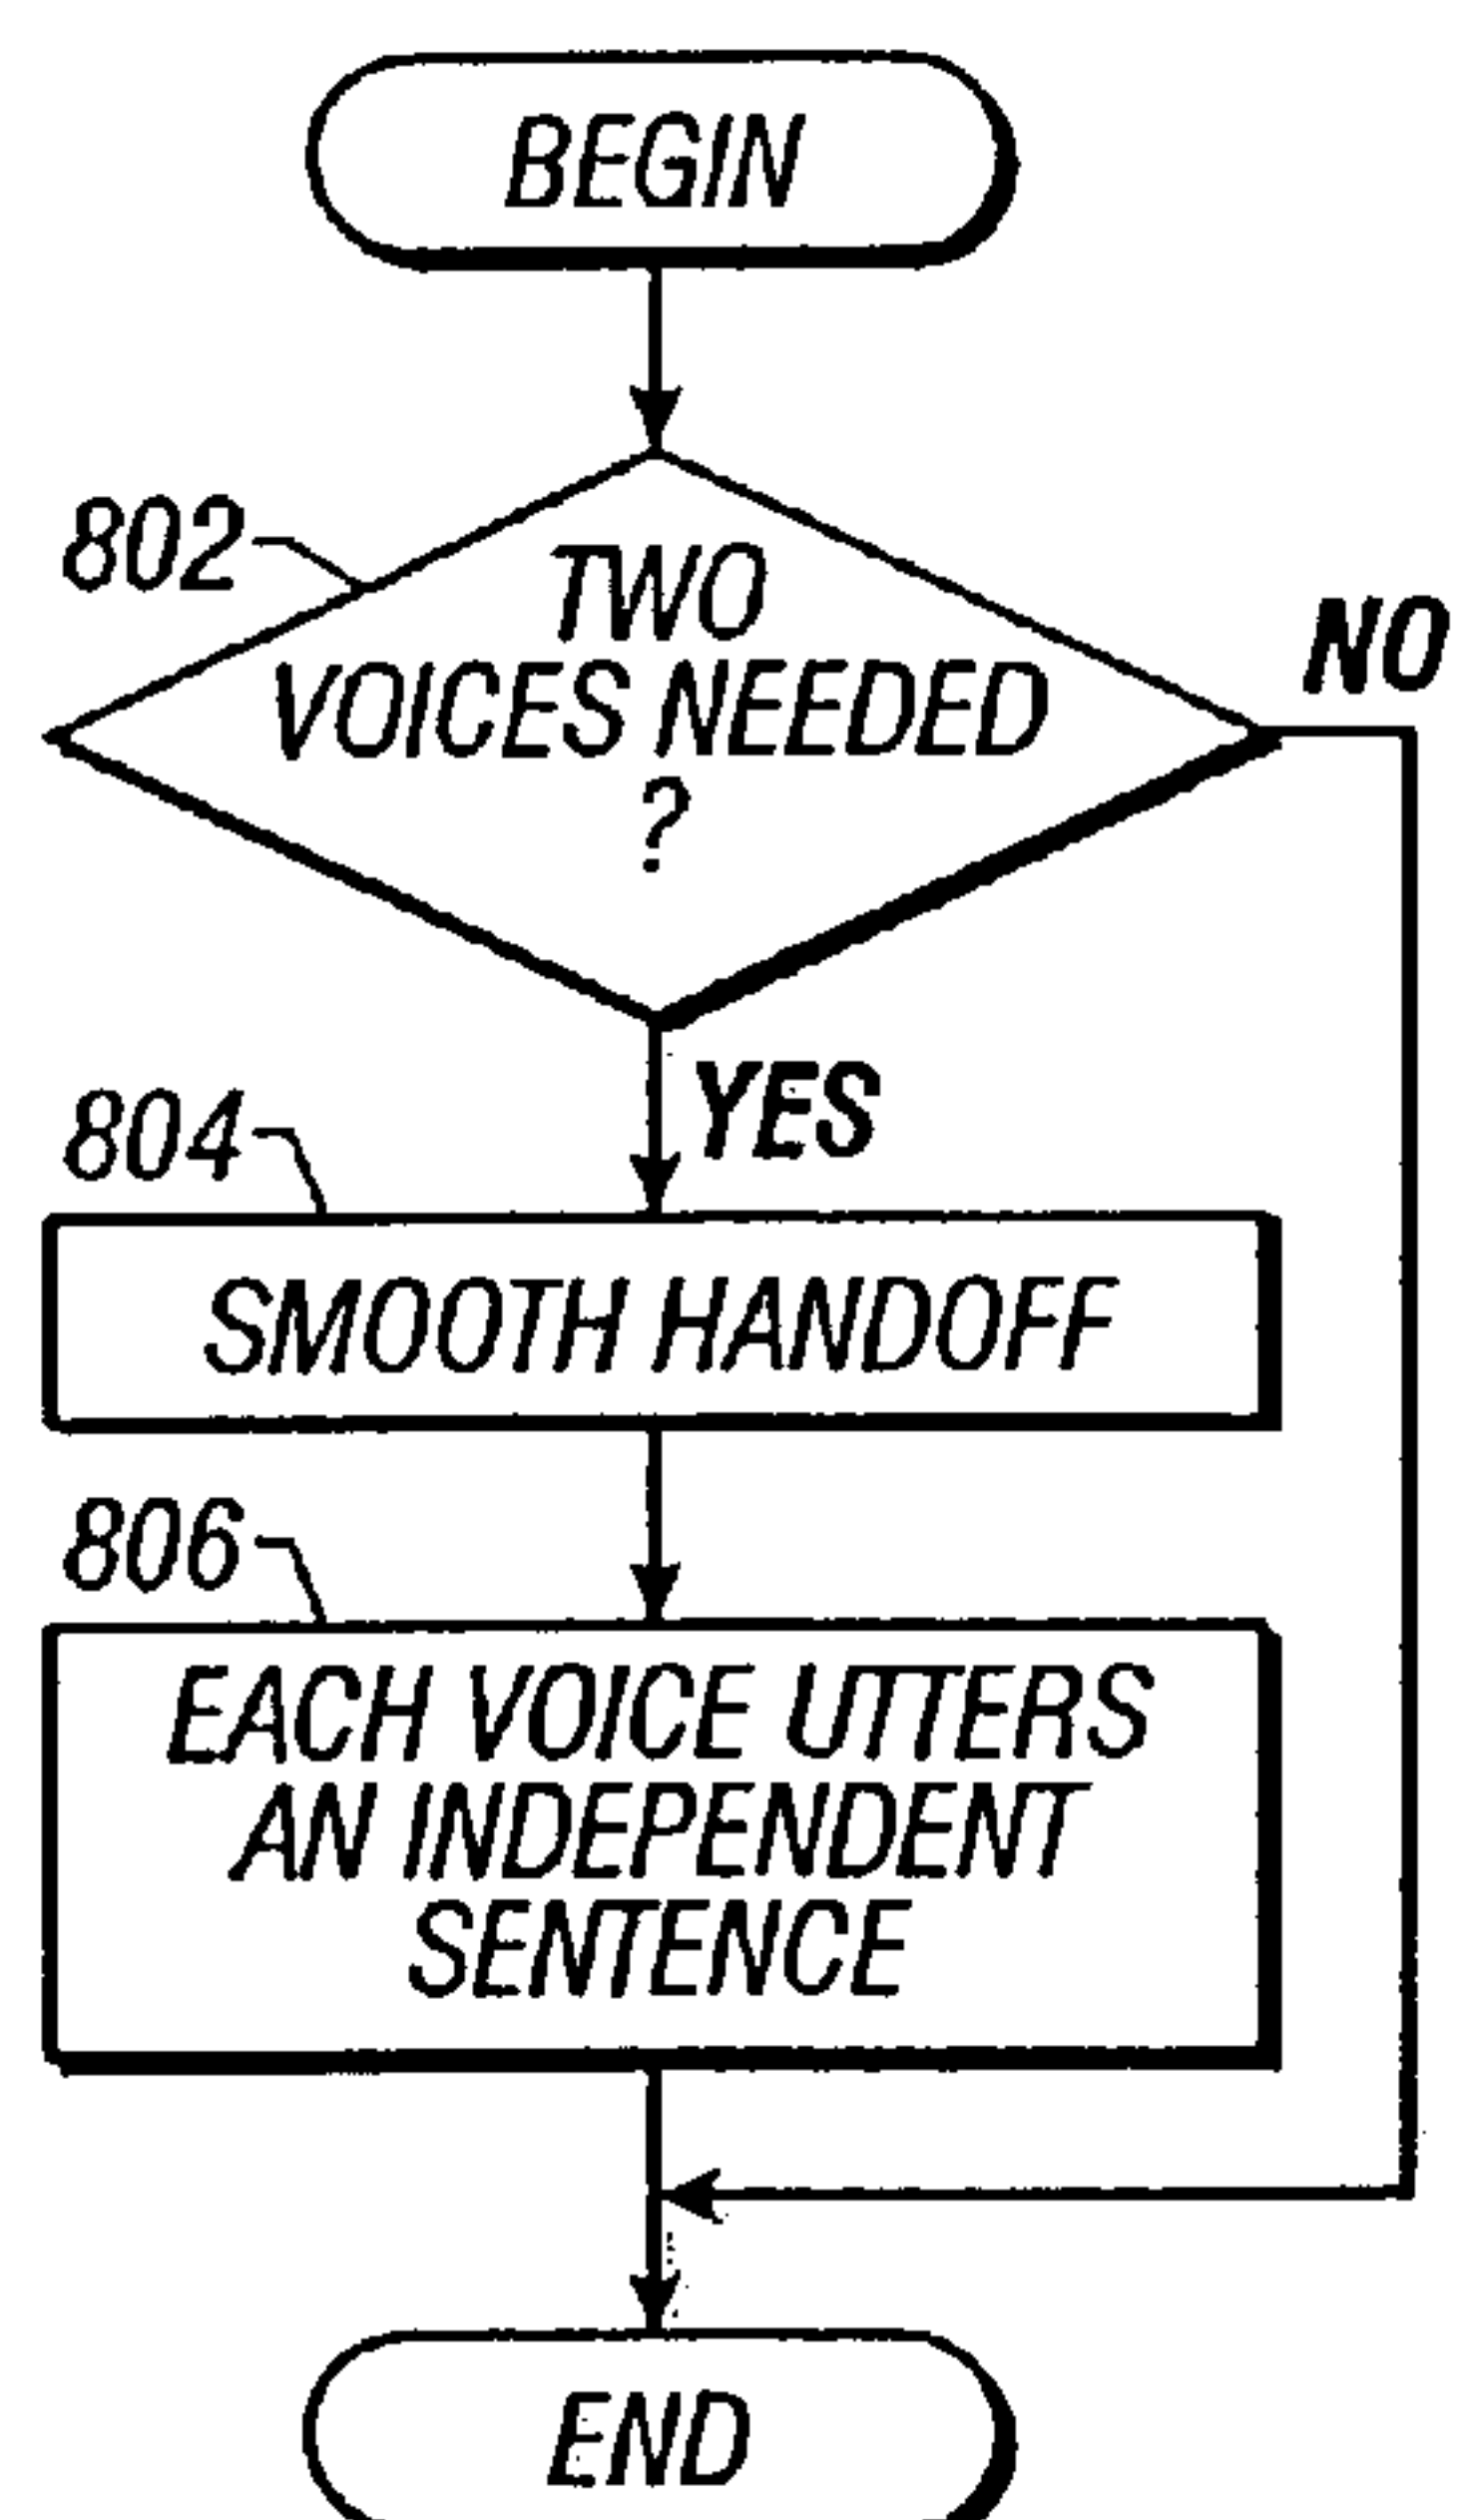 BEGIN
802
TWO
VOICES NEEDED
?
NO
YES
804
SMOOTH HANDOFF
806
EACH VOICE UTTERS
AN INDEPENDENT
SENTENCE
END